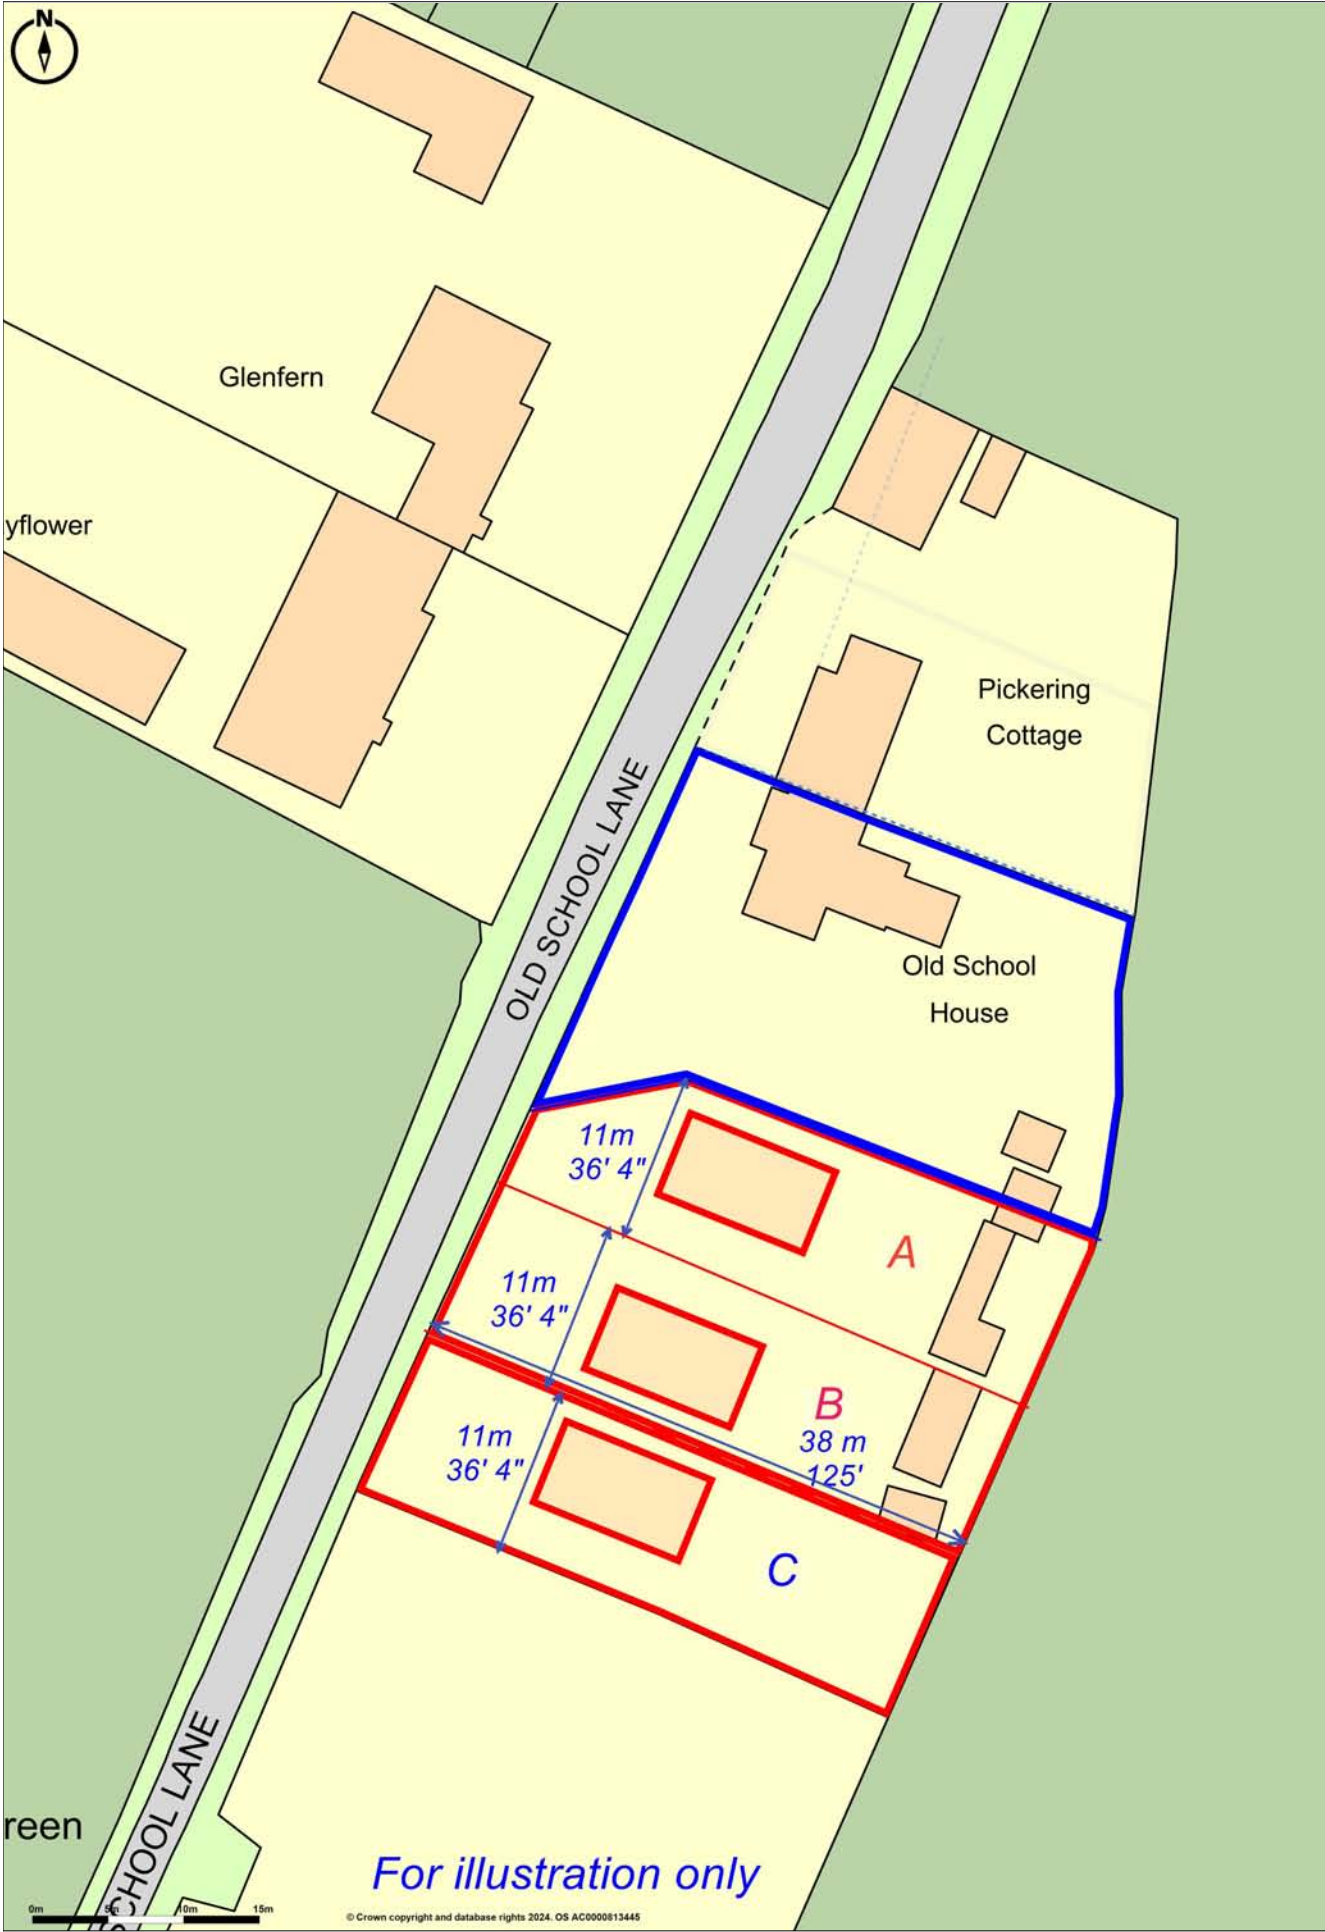 N
Glenfern
yflower
Pickering
Cottage
OLD SCHOOL LANE
Old School
House
11m
36' 4"
A
11m
36' 4"
B
38 m
125'
11m
36' 4"
C
SCHOOL LANE
reen
For illustration only
0m 5m 10m 15m
© Crown copyright and database rights 2024. OS AC0000813445